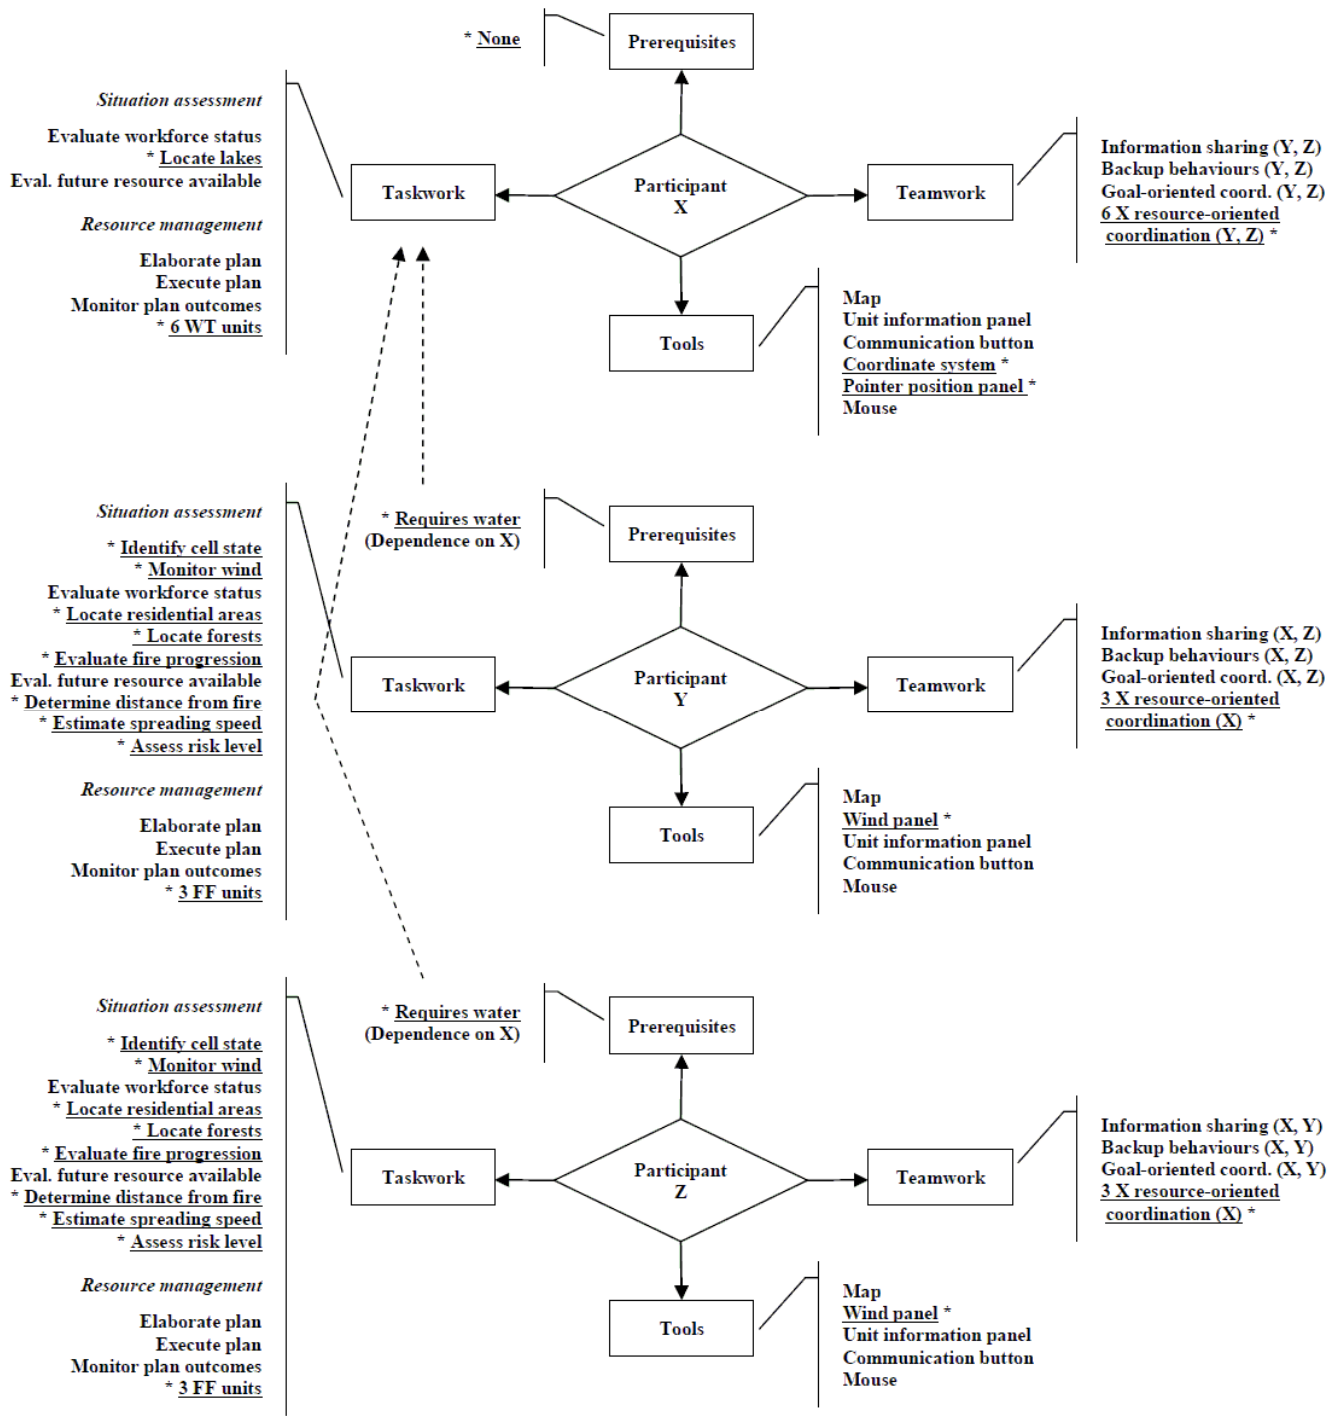 * None
Prerequisites
Situation assessment
Evaluate workforce status
* Locate lakes
Eval. future resource available
Resource management
Elaborate plan
Execute plan
Monitor plan outcomes
* 6 WT units
Taskwork
Participant
X
Teamwork
Information sharing (Y, Z)
Backup behaviours (Y, Z)
Goal-oriented coord. (Y, Z)
6 X resource-oriented
coordination (Y, Z) *
Tools
Map
Unit information panel
Communication button
Coordinate system *
Pointer position panel *
Mouse
* Requires water
(Dependence on X)
Prerequisites
Situation assessment
* Identify cell state
* Monitor wind
Evaluate workforce status
* Locate residential areas
* Locate forests
* Evaluate fire progression
Eval. future resource available
* Determine distance from fire
* Estimate spreading speed
* Assess risk level
Resource management
Elaborate plan
Execute plan
Monitor plan outcomes
* 3 FF units
Taskwork
Participant
Y
Teamwork
Information sharing (X, Z)
Backup behaviours (X, Z)
Goal-oriented coord. (X, Z)
3 X resource-oriented
coordination (X) *
Tools
Map
Wind panel *
Unit information panel
Communication button
Mouse
* Requires water
(Dependence on X)
Prerequisites
Situation assessment
* Identify cell state
* Monitor wind
Evaluate workforce status
* Locate residential areas
* Locate forests
* Evaluate fire progression
Eval. future resource available
* Determine distance from fire
* Estimate spreading speed
* Assess risk level
Resource management
Elaborate plan
Execute plan
Monitor plan outcomes
* 3 FF units
Taskwork
Participant
Z
Teamwork
Information sharing (X, Y)
Backup behaviours (X, Y)
Goal-oriented coord. (X, Y)
3 X resource-oriented
coordination (X) *
Tools
Map
Wind panel *
Unit information panel
Communication button
Mouse